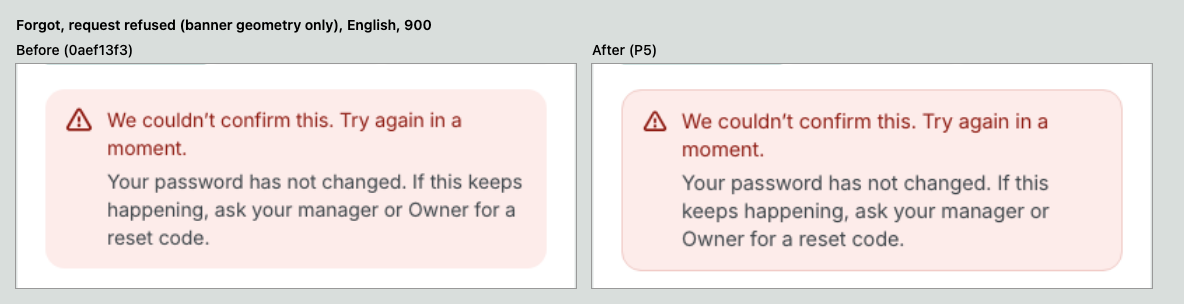 Forgot, request refused (banner geometry only), English, 900
Before (0aef13f3)
We couldn’t confirm this. Try again in a
moment.
Your password has not changed. If this keeps
happening, ask your manager or Owner for a
reset code.
After (P5)
We couldn’t confirm this. Try again in a
moment.
Your password has not changed. If this
keeps happening, ask your manager or
Owner for a reset code.